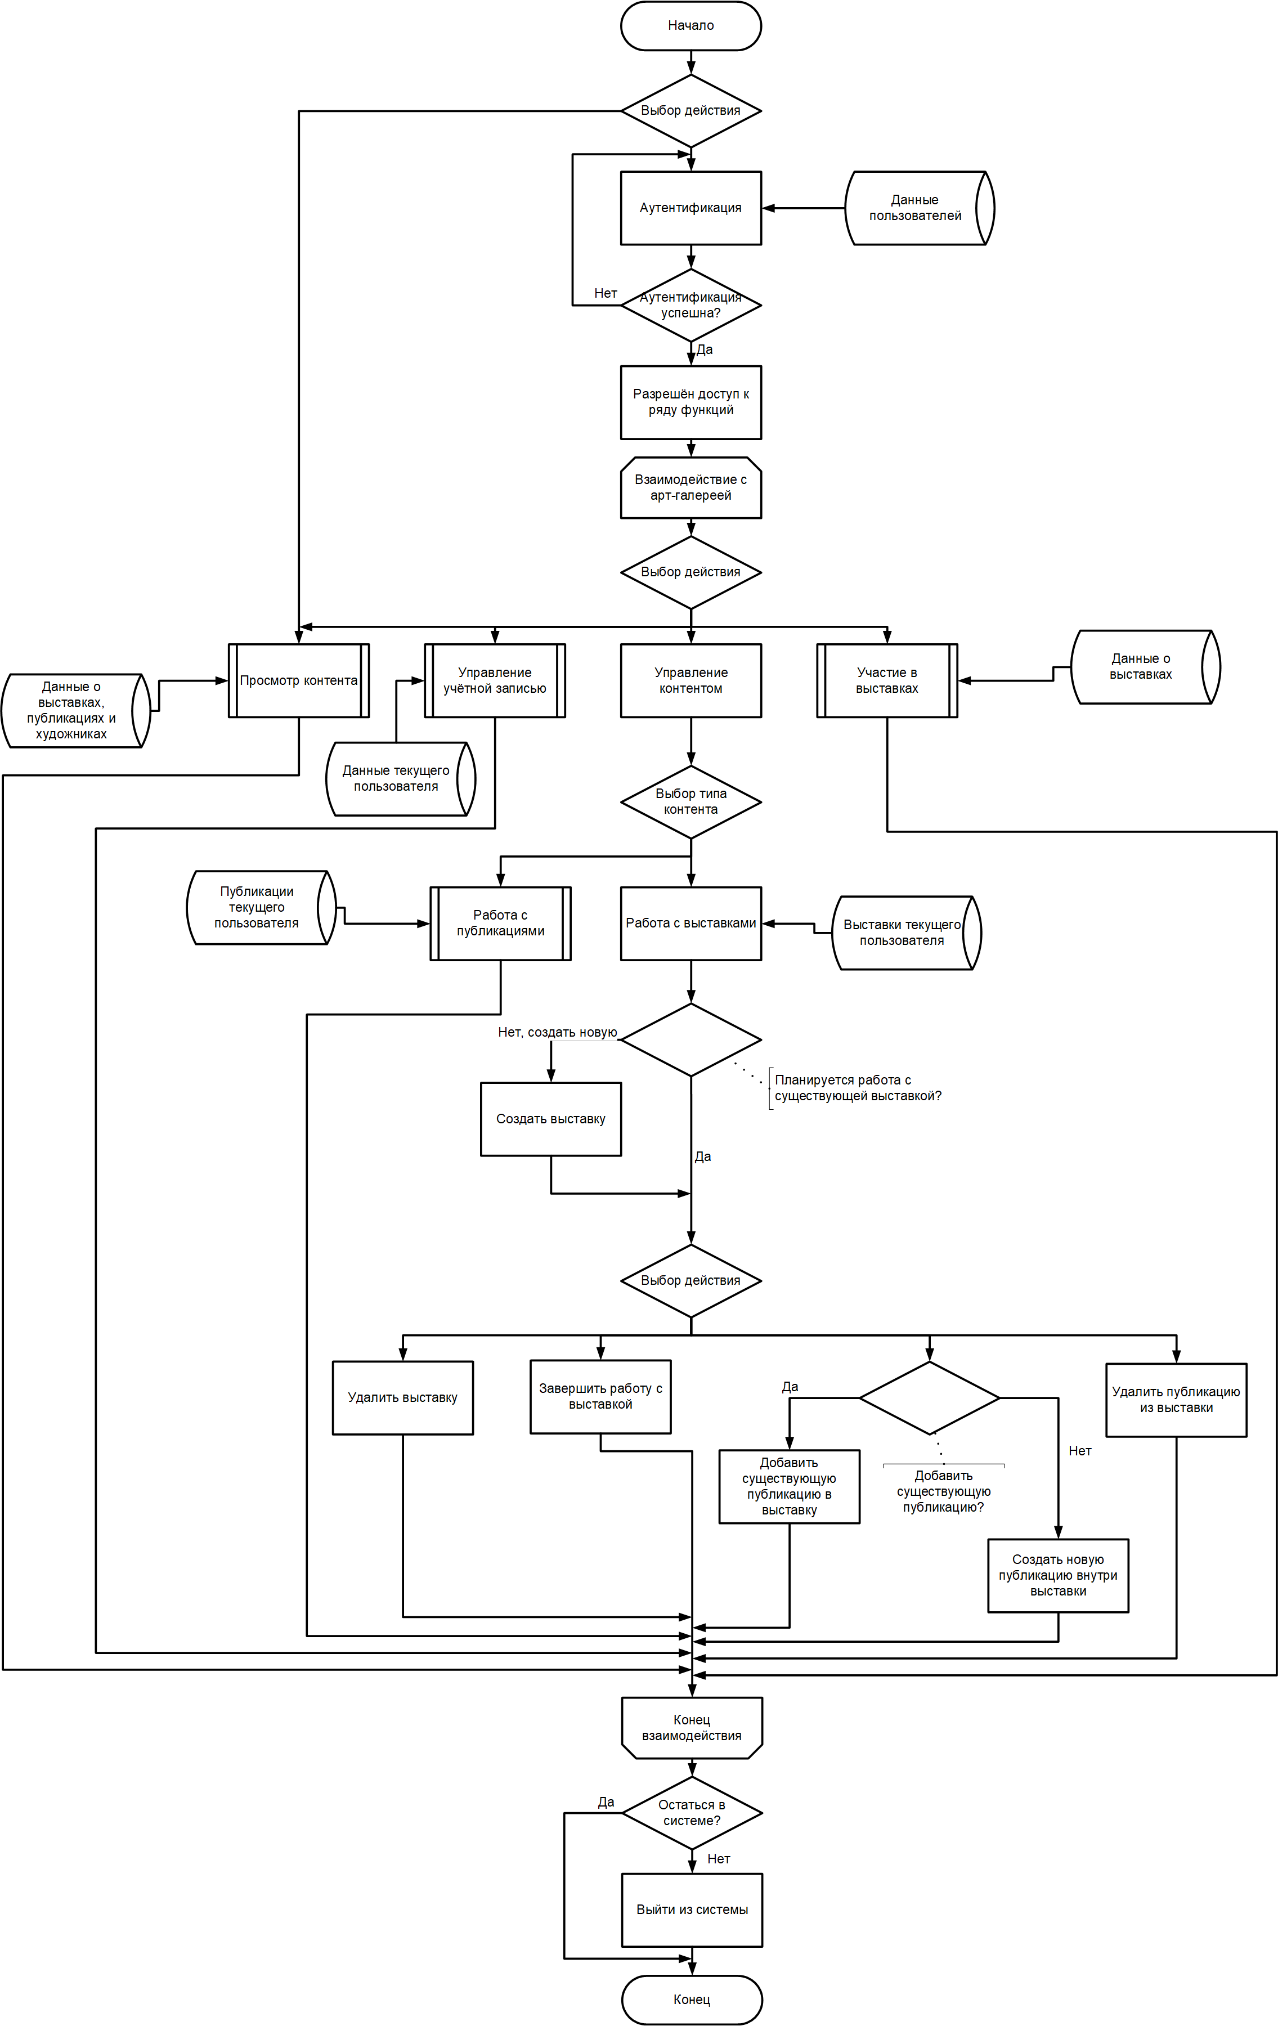 Начало
Выбор действия
Аутентификация
Данные
пользователей
Нет
Аутентификация
успешна?
Да
Разрешён доступ к
ряду функций
Взаимодействие с
арт-галереей
Выбор действия
Просмотр контента
Управление
учётной записью
Управление
контентом
Участие в
выставках
Данные о
выставках
Данные о
выставках,
публикациях и
художниках
Данные текущего
пользователя
Выбор типа
контента
Публикации
текущего
пользователя
Работа с
публикациями
Работа с выставками
Выставки текущего
пользователя
Нет, создать новую
Планируется работа с
существующей выставкой?
Создать выставку
Да
Выбор действия
Удалить выставку
Завершить работу с
выставкой
Да
Нет
Удалить публикацию
из выставки
Добавить
существующую
публикацию в
выставку
Добавить
существующую
публикацию?
Создать новую
публикацию внутри
выставки
Конец
взаимодействия
Да
Остаться в
системе?
Нет
Выйти из системы
Конец